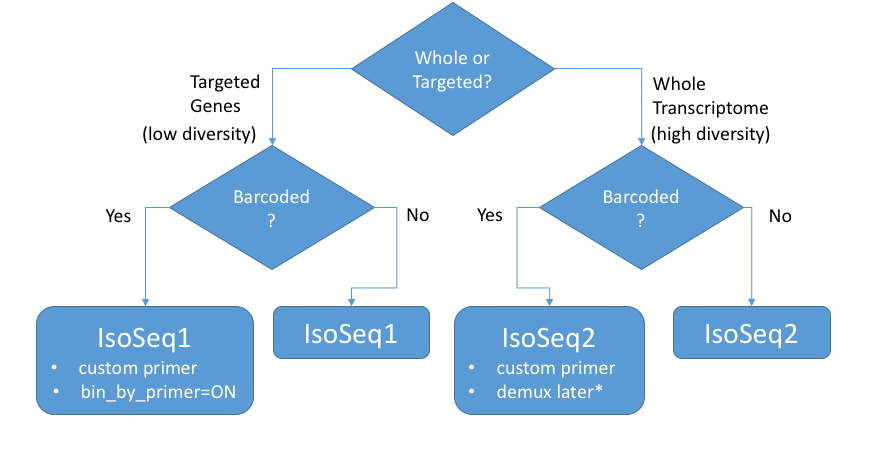 Whole or
Targeted?
Targeted
Genes
(low diversity)
Whole
Transcriptome
(high diversity)
Barcoded
?
Barcoded
?
Yes
No
Yes
No
IsoSeq1
• custom primer
• bin_by_primer=ON
IsoSeq1
IsoSeq2
• custom primer
• demux later*
IsoSeq2